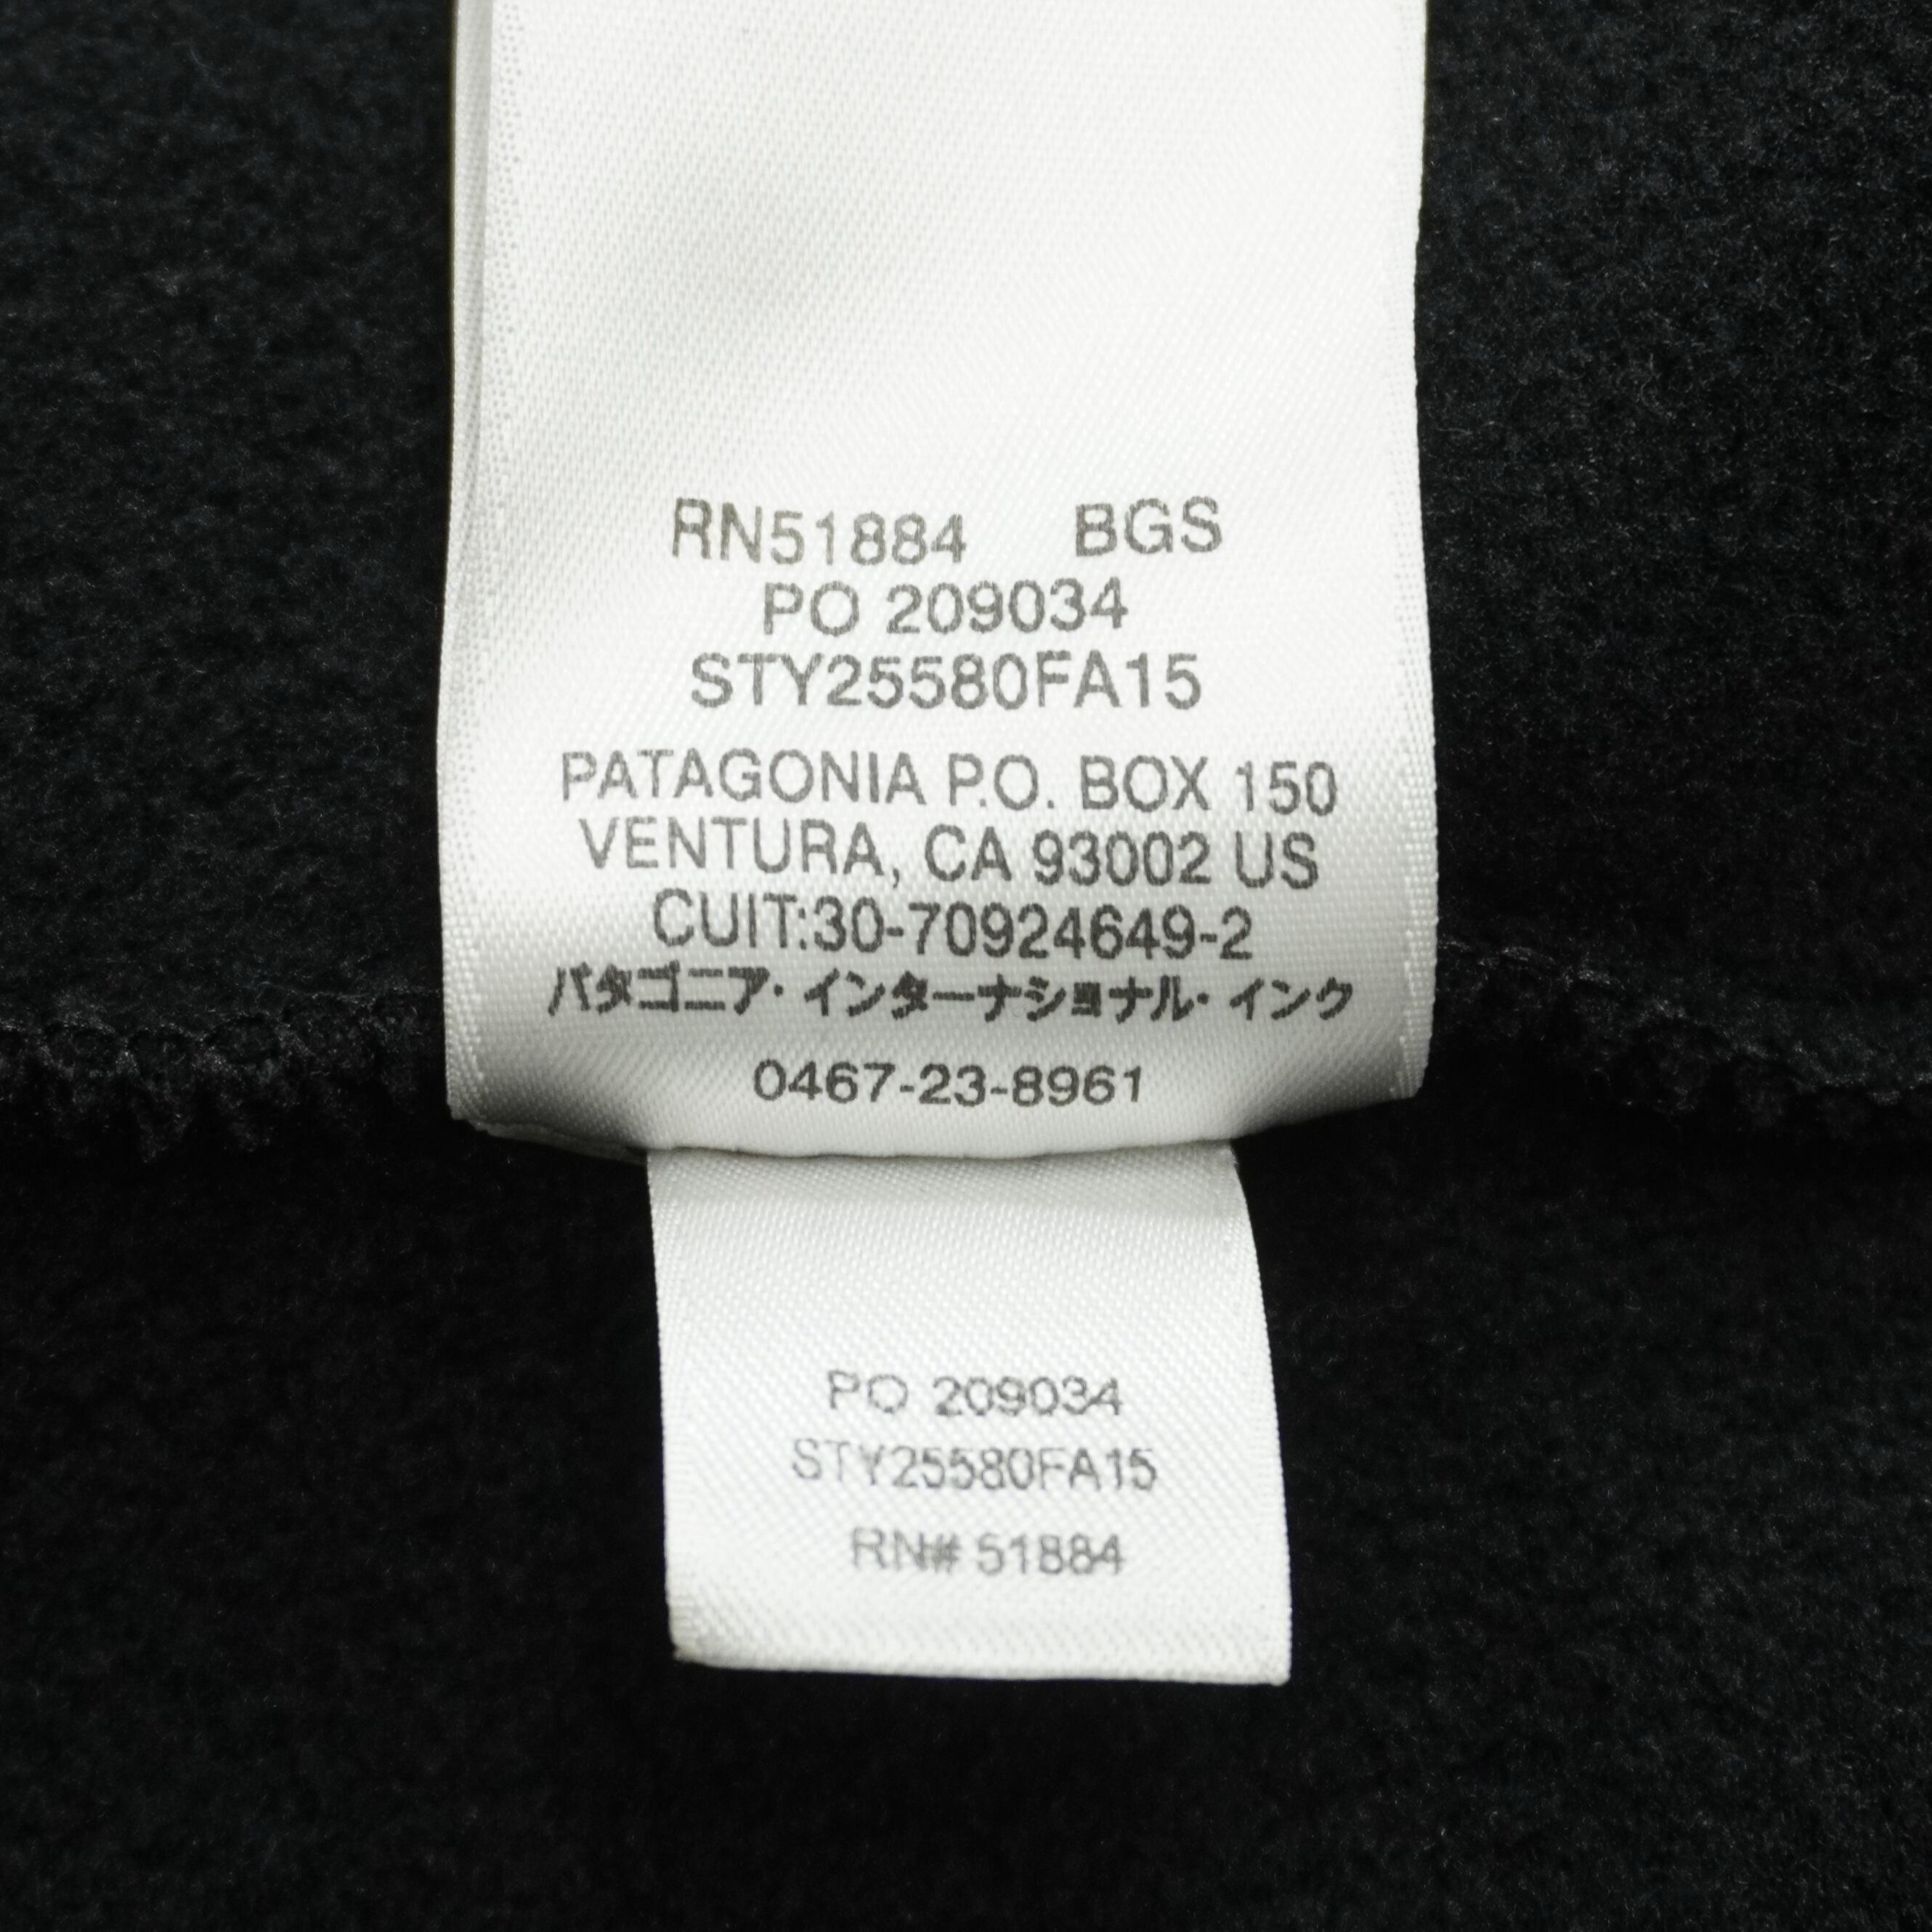 RN51884 BGS
PO 209034
STY25580FA15
PATAGONIA P.O. BOX 150
VENTURA, CA 93002 US
CUIT:30-70924649-2
パタゴニア・インターナショナル・インク
0467-23-8961
PO 209034
STY25580FA15
RN# 51884